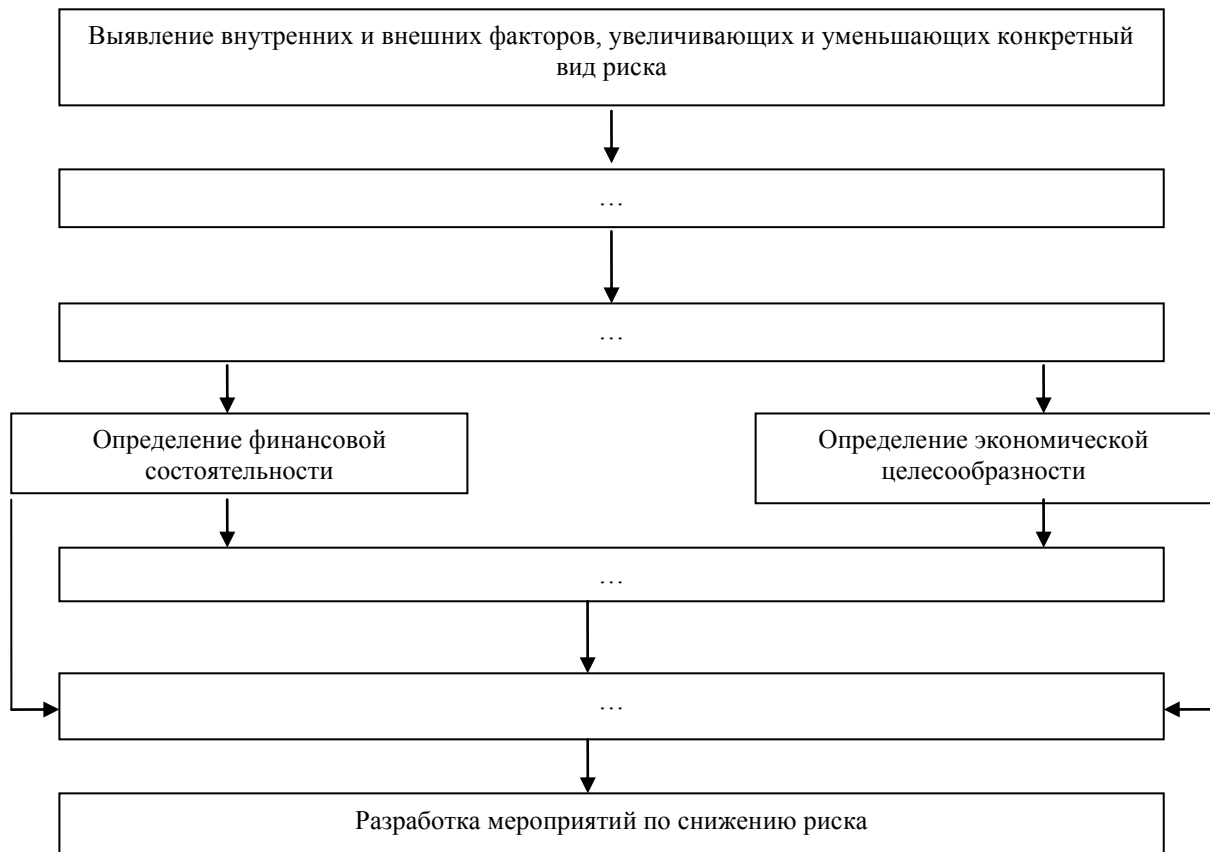 Выявление внутренних и внешних факторов, увеличивающих и уменьшающих конкретный
вид риска
…
…
Определение финансовой
состоятельности
Определение экономической
целесообразности
…
…
Разработка мероприятий по снижению риска